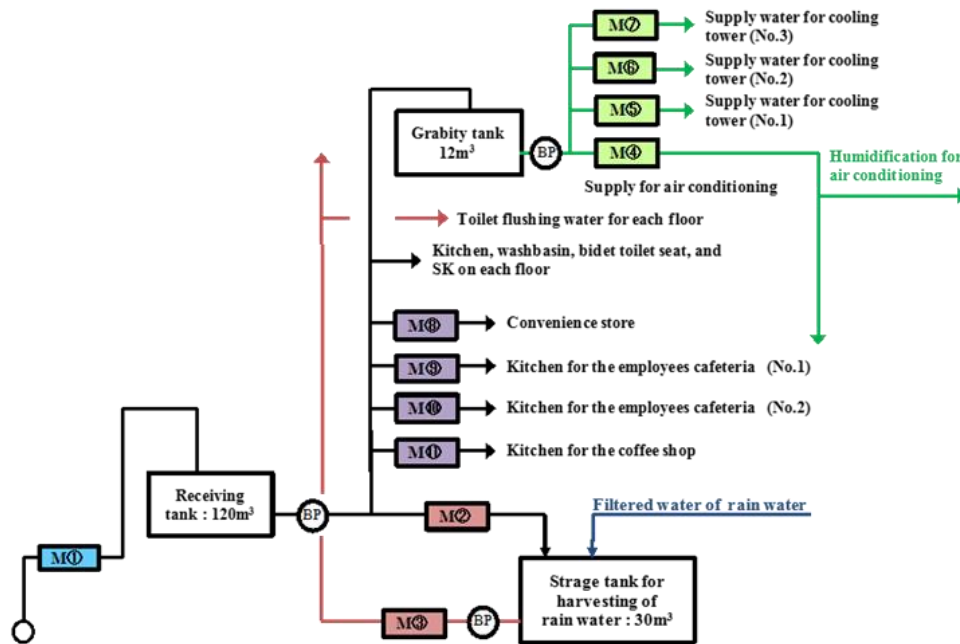 M⑦
Supply water for cooling
tower (No.3)
M⑥
Supply water for cooling
tower (No.2)
M⑤
Supply water for cooling
tower (No.1)
Grabity tank
12m³
BP
M④
Supply for air conditioning
Humidification for
air conditioning
Toilet flushing water for each floor
Kitchen, washbasin, bidet toilet seat, and
SK on each floor
M⑧
Convenience store
M⑨
Kitchen for the employees cafeteria (No.1)
M⑩
Kitchen for the employees cafeteria (No.2)
M⑪
Kitchen for the coffee shop
Receiving
tank : 120m³
BP
M②
Filtered water of rain water
M①
Strage tank for
harvesting of
rain water : 30m³
M③
BP